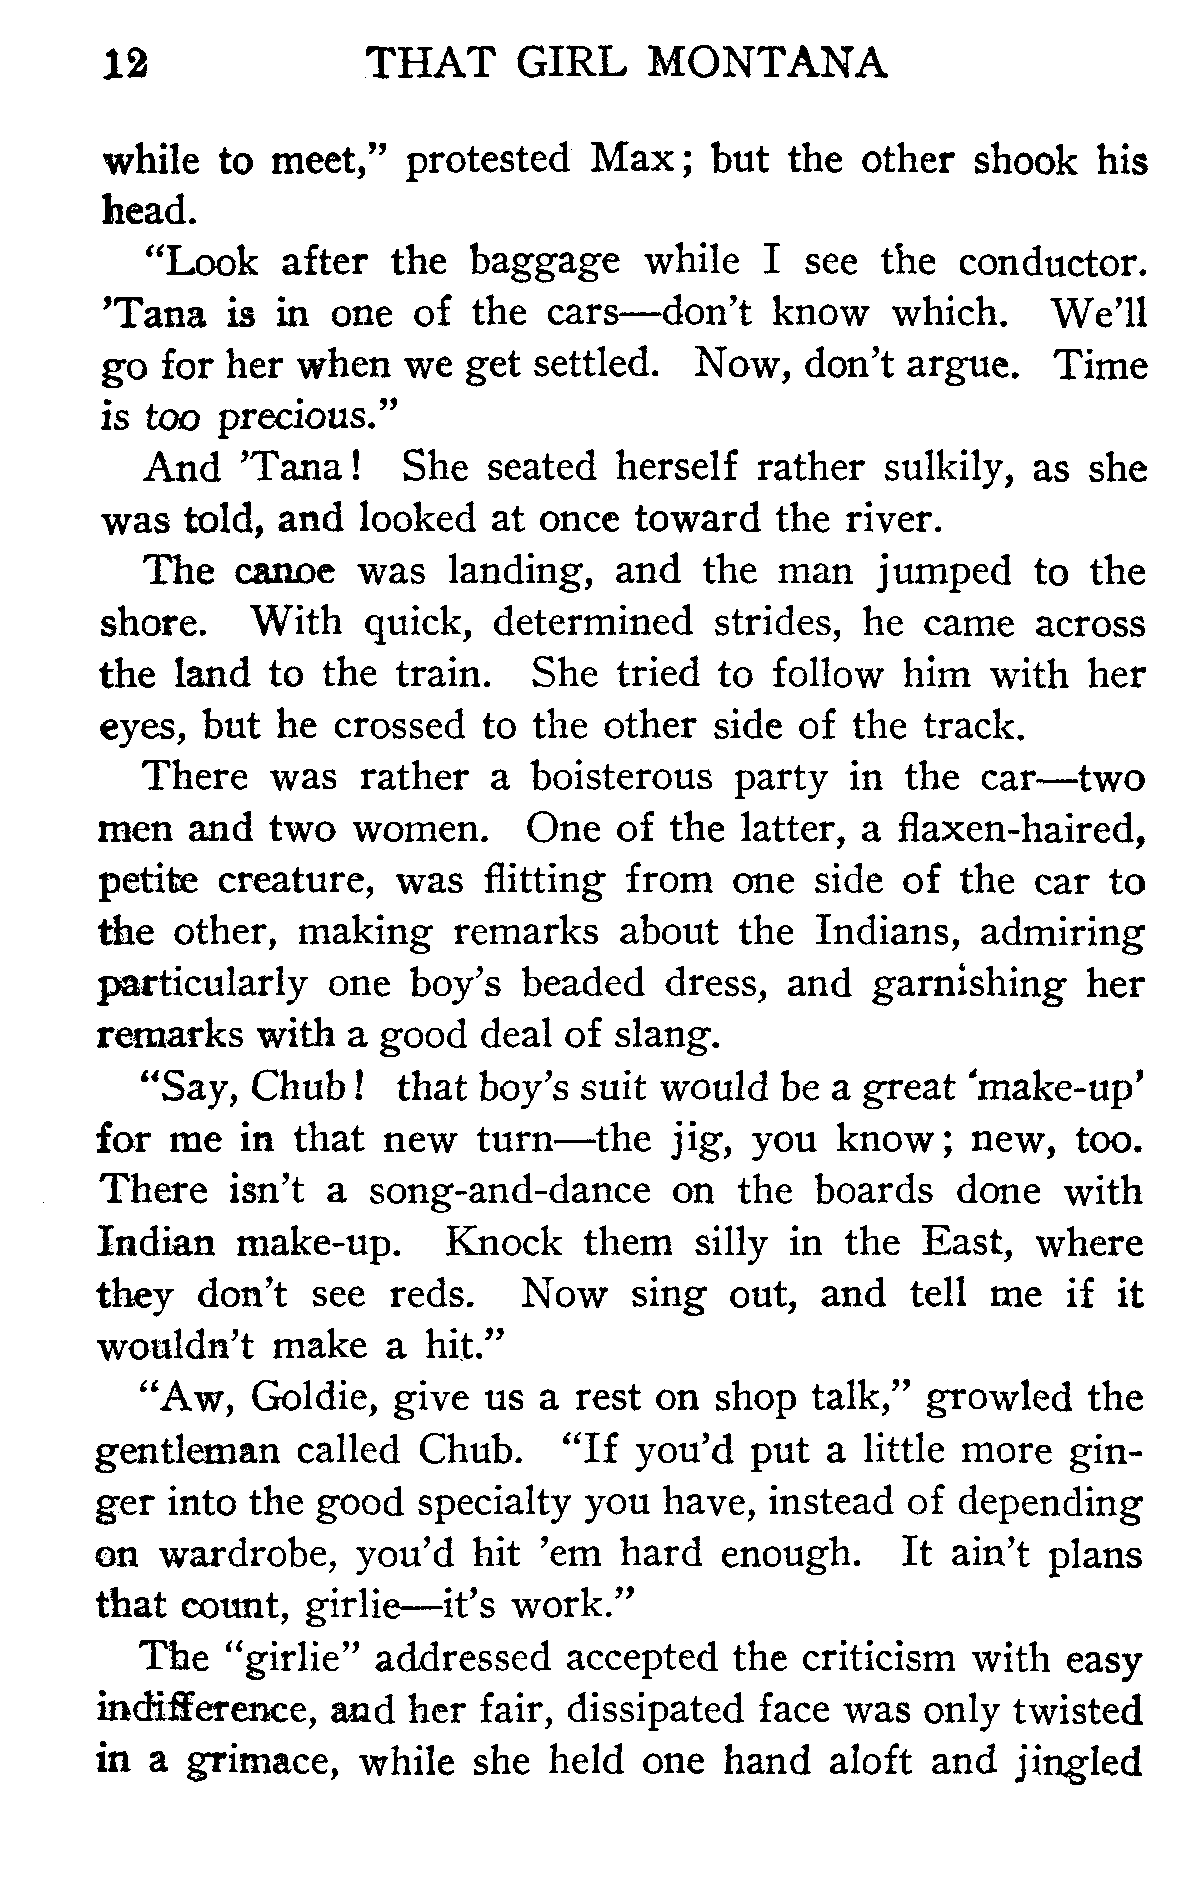 12 THAT GIRL MONTANA
while to meet,” protested Max; but the other shook his
head.
“Look after the baggage while I see the conductor.
’Tana is in one of the cars—don’t know which. We’ll
go for her when we get settled. Now, don’t argue. Time
is too precious.”
And ’Tana! She seated herself rather sulkily, as she
was told, and looked at once toward the river.
The canoe was landing, and the man jumped to the
shore. With quick, determined strides, he came across
the land to the train. She tried to follow him with her
eyes, but he crossed to the other side of the track.
There was rather a boisterous party in the car—two
men and two women. One of the latter, a flaxen-haired,
petite creature, was flitting from one side of the car to
the other, making remarks about the Indians, admiring
particularly one boy’s beaded dress, and garnishing her
remarks with a good deal of slang.
“Say, Chub! that boy’s suit would be a great ‘make-up’
for me in that new turn—the jig, you know; new, too.
There isn’t a song-and-dance on the boards done with
Indian make-up. Knock them silly in the East, where
they don’t see reds. Now sing out, and tell me if it
wouldn’t make a hit.”
“Aw, Goldie, give us a rest on shop talk,” growled the
gentleman called Chub. “If you’d put a little more gin-
ger into the good specialty you have, instead of depending
on wardrobe, you’d hit ’em hard enough. It ain’t plans
that count, girlie—it’s work.”
The “girlie” addressed accepted the criticism with easy
indifference, and her fair, dissipated face was only twisted
in a grimace, while she held one hand aloft and jingled